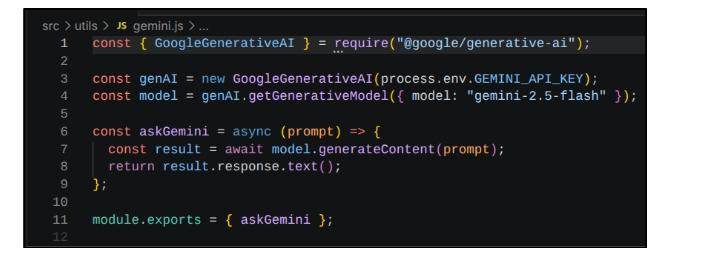 src > utils > JS gemini.js > ...
1 const { GoogleGenerativeAI } = require("@google/generative-ai");
2
3 const genAI = new GoogleGenerativeAI(process.env.GEMINI_API_KEY);
4 const model = genAI.getGenerativeModel({ model: "gemini-2.5-flash" });
5
6 const askGemini = async (prompt) => {
7   const result = await model.generateContent(prompt);
8   return result.response.text();
9 };
10
11 module.exports = { askGemini };
12